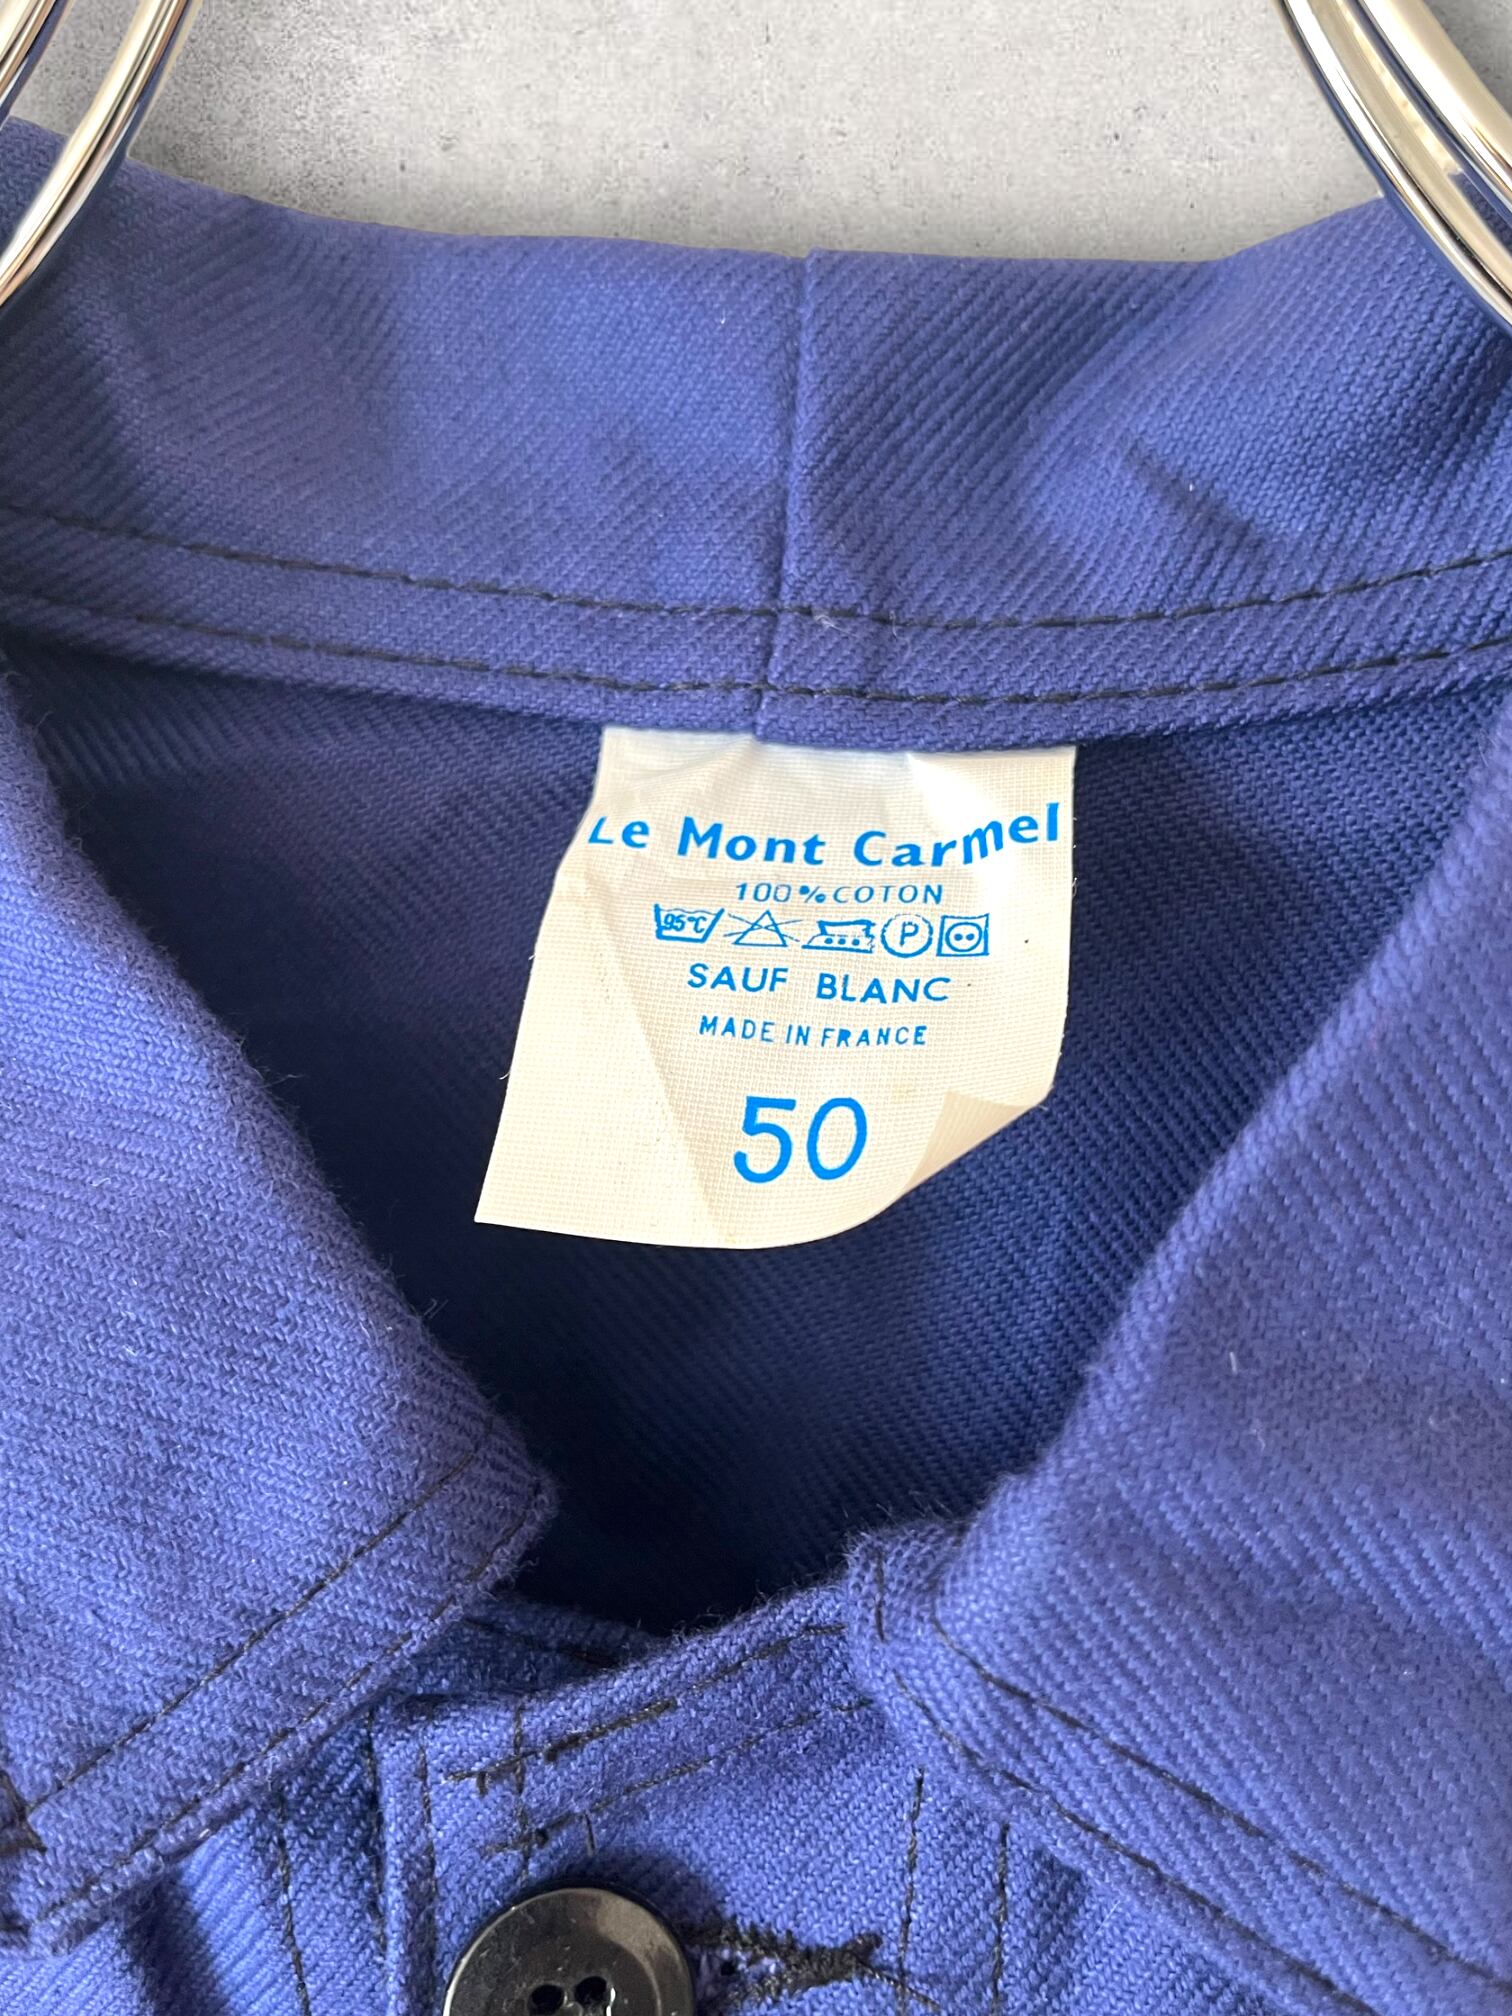 Le Mont Carmel
100% COTON
95°C P
SAUF BLANC
MADE IN FRANCE
50